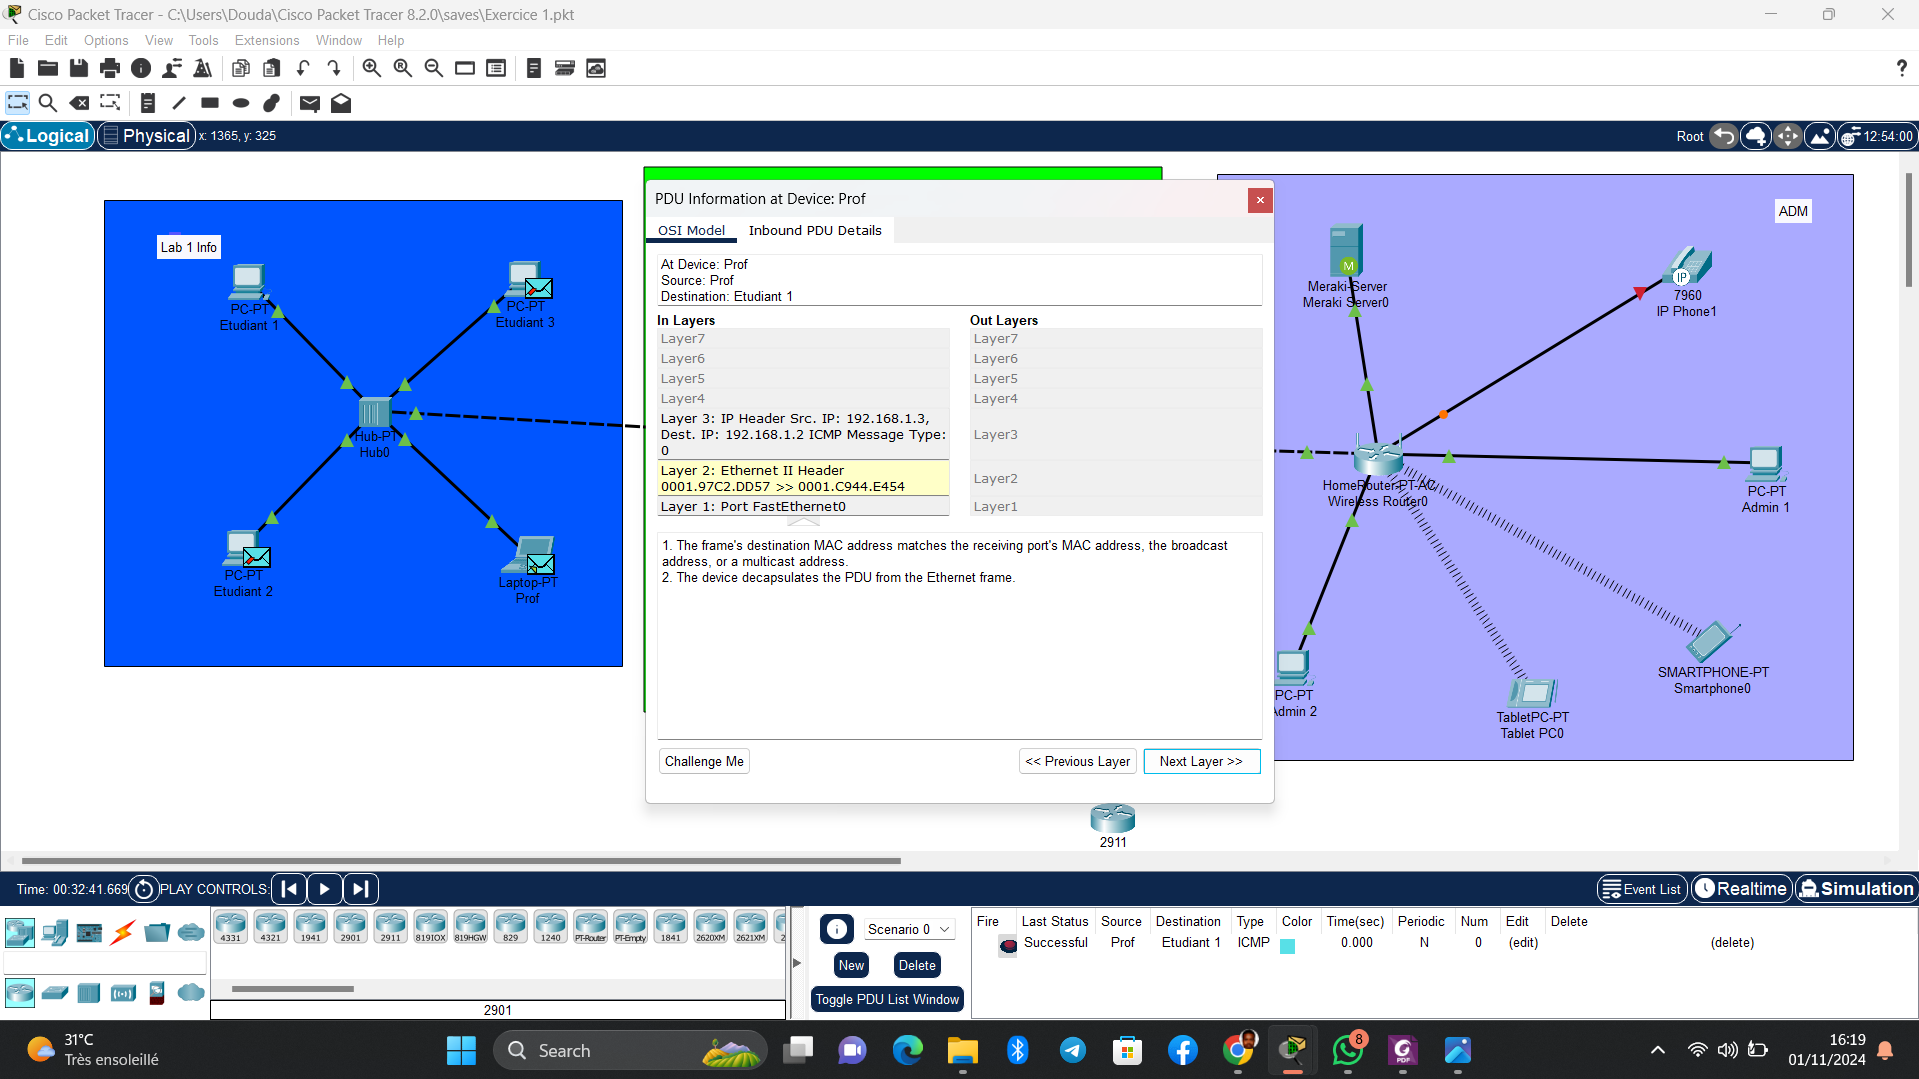 Cisco Packet Tracer - C:\Users\Douda\Cisco Packet Tracer 8.2.0\saves\Exercice 1.pkt
File Edit Options View Tools Extensions Window Help
?
Logical Physical x: 1365, y: 325
Root 12:54:00
Lab 1 Info
PC-PT
Etudiant 1
PC-PT
Etudiant 3
Hub-PT
Hub0
PC-PT
Etudiant 2
Laptop-PT
Prof
PDU Information at Device: Prof
OSI Model Inbound PDU Details
At Device: Prof
Source: Prof
Destination: Etudiant 1
In Layers Out Layers
Layer7 Layer7
Layer6 Layer6
Layer5 Layer5
Layer4 Layer4
Layer 3: IP Header Src. IP: 192.168.1.3,
Dest. IP: 192.168.1.2 ICMP Message Type:
0
Layer3
Layer 2: Ethernet II Header
0001.97C2.DD57 >> 0001.C944.E454
Layer2
Layer 1: Port FastEthernet0 Layer1
1. The frame's destination MAC address matches the receiving port's MAC address, the broadcast
address, or a multicast address.
2. The device decapsulates the PDU from the Ethernet frame.
Challenge Me << Previous Layer Next Layer >>
ADM
M
Meraki-Server
Meraki Server0
IP
7960
IP Phone1
HomeRouter-PT-AC
Wireless Router0
PC-PT
Admin 1
PC-PT
Admin 2
SMARTPHONE-PT
Smartphone0
TabletPC-PT
Tablet PC0
2911
Time: 00:32:41.669 PLAY CONTROLS: Event List Realtime Simulation
4331 4321 1941 2901 2911 819IOX 819HGW 829 1240 PT-Router PT-Empty 1841 2620XM 2621XM 2
2901
Scenario 0
New Delete
Toggle PDU List Window
Fire Last Status Source Destination Type Color Time(sec) Periodic Num Edit Delete
Successful Prof Etudiant 1 ICMP 0.000 N 0 (edit) (delete)
31°C
Très ensoleillé
Search
8
PDF
16:19
01/11/2024